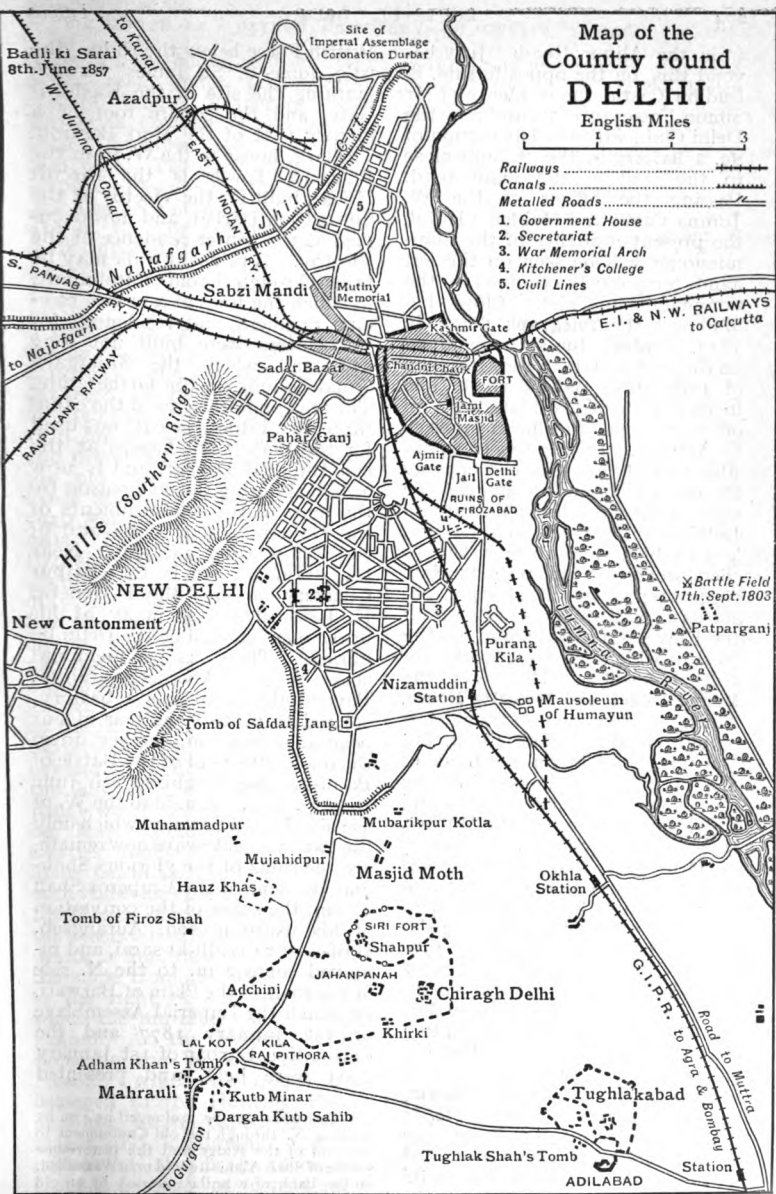 Map of the
Country round
DELHI
English Miles
0 1 2 3
Railways
Canals
Metalled Roads
1. Government House
2. Secretariat
3. War Memorial Arch
4. Kitchener's College
5. Civil Lines
to Karnal
Badli ki Sarai
8th. June 1857
Azadpur
W. Jumna
Canal
Site of
Imperial Assemblage
Coronation Durbar
EAST
INDIAN
RY.
Najafgarh Jhil Cut
5
S. PANJAB
RY.
Sabzi Mandi
Mutiny
Memorial
Kashmir Gate
E.I. & N.W. RAILWAYS
to Calcutta
to Najafgarh
RAJPUTANA RAILWAY
Sadar Bazar
Chandni Chauk
FORT
Jami
Masjid
Pahar Ganj
Ajmir
Gate
Jail
Delhi
Gate
RUINS OF
FIROZABAD
Hills (Southern Ridge)
NEW DELHI
1
2
3
4
New Cantonment
Battle Field
11th. Sept. 1803
Patparganj
Purana
Kila
Jumna River
Nizamuddin
Station
Mausoleum
of Humayun
Tomb of Safdar Jang
Muhammadpur
Mubarikpur Kotla
Mujahidpur
Masjid Moth
Hauz Khas
Okhla
Station
Tomb of Firoz Shah
SIRI FORT
Shahpur
JAHANPANAH
Adchini
Chiragh Delhi
Khirki
G.I.P.R.
to Agra & Bombay
Road to Muttra
LAL KOT
KILA
RAI PITHORA
Adham Khan's Tomb
Mahrauli
Kutb Minar
Dargah Kutb Sahib
Tughlakabad
Tughlak Shah's Tomb
ADILABAD
Station
to Gurgaon